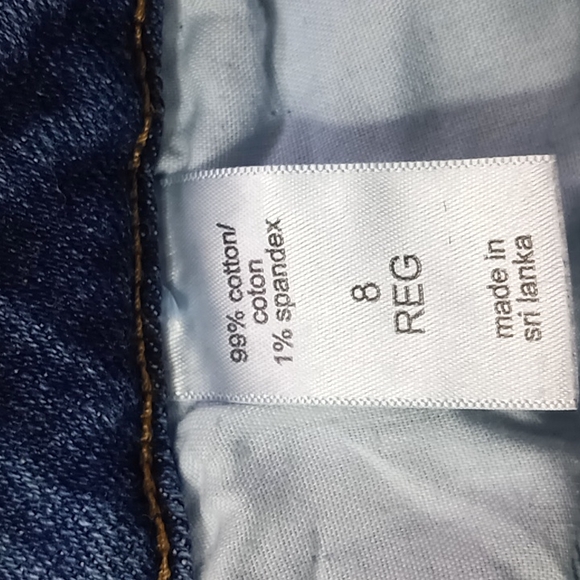 99% cotton/
coton
1% spandex
8
REG
made in
sri lanka